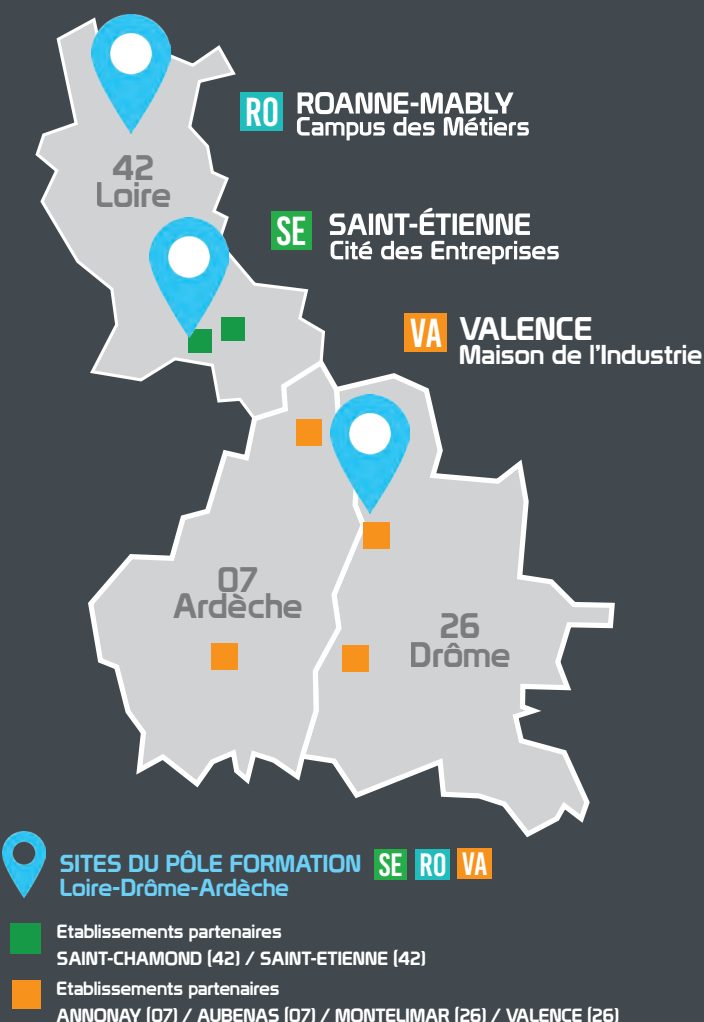 RO ROANNE-MABLY
Campus des Métiers
42
Loire
SE SAINT-ÉTIENNE
Cité des Entreprises
VA VALENCE
Maison de l'Industrie
07
Ardèche
26
Drôme
SITES DU PÔLE FORMATION SE RO VA
Loire-Drôme-Ardèche
Etablissements partenaires
SAINT-CHAMOND (42) / SAINT-ETIENNE (42)
Etablissements partenaires
ANNONAY (07) / AUBENAS (07) / MONTELIMAR (26) / VALENCE (26)